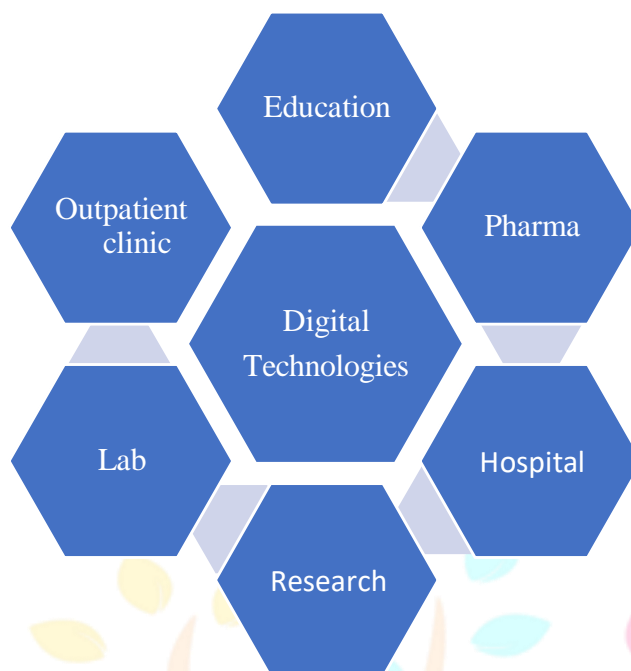 Education
Outpatient
clinic
Pharma
Digital
Technologies
Lab
Hospital
Research